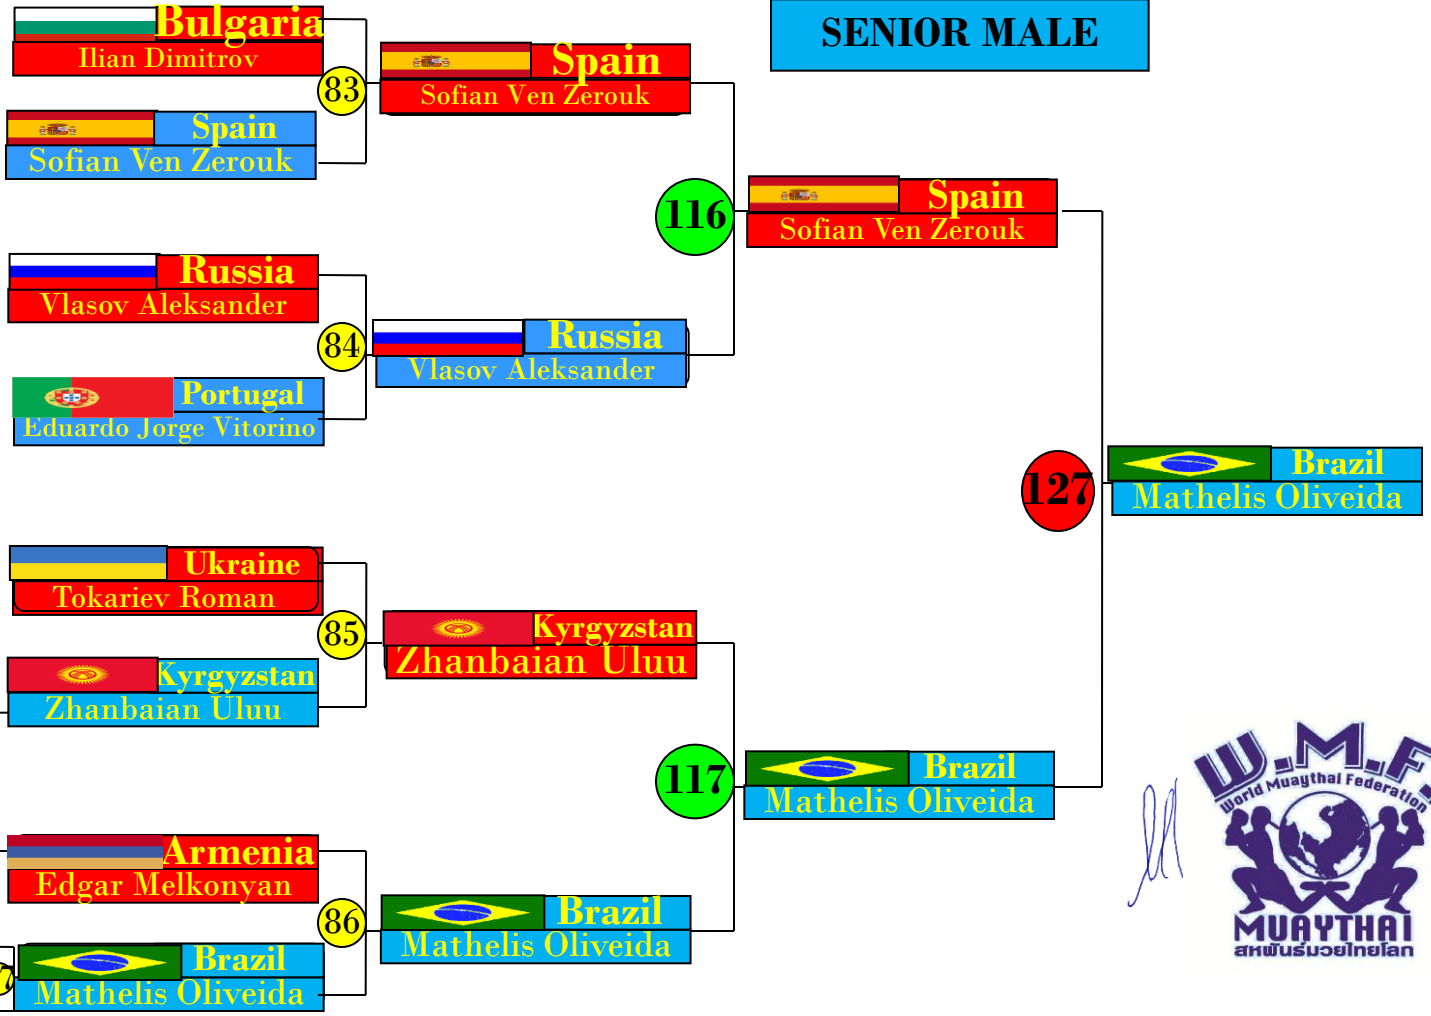 SENIOR MALE
Bulgaria
Ilian Dimitrov
83
Spain
Sofian Ven Zerouk
Spain
Sofian Ven Zerouk
Russia
Vlasov Aleksander
84
Portugal
Eduardo Jorge Vitorino
Russia
Vlasov Aleksander
116
Spain
Sofian Ven Zerouk
Ukraine
Tokariev Roman
85
Kyrgyzstan
Zhanbaian Uluu
Kyrgyzstan
Zhanbaian Uluu
Armenia
Edgar Melkonyan
86
7
Brazil
Mathelis Oliveida
Brazil
Mathelis Oliveida
117
Brazil
Mathelis Oliveida
127
Brazil
Mathelis Oliveida
W.M.F.
World Muaythai Federation
MUAYTHAI
สหพันธ์มวยไทยโลก